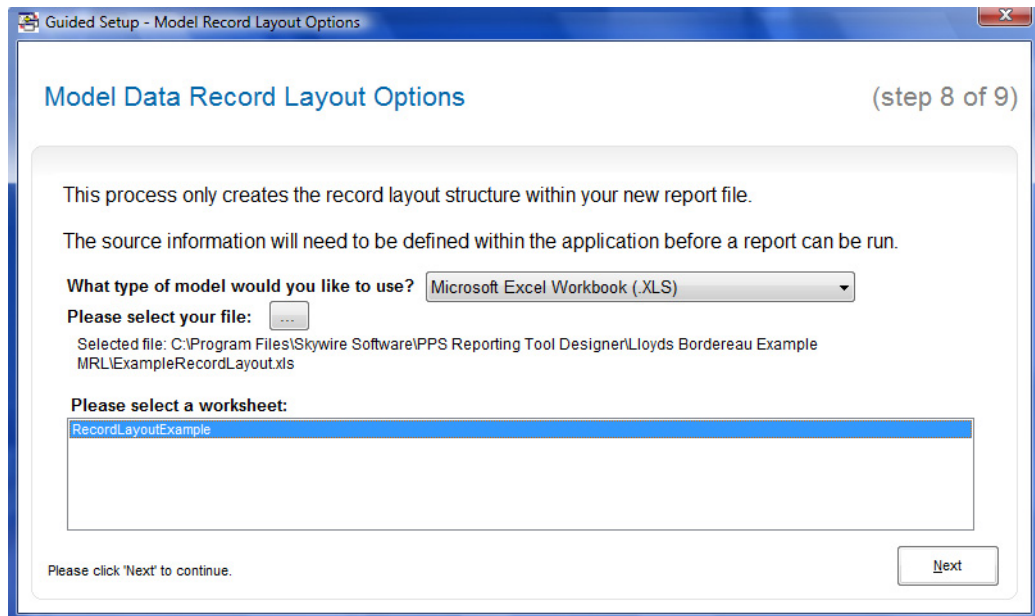 Guided Setup - Model Record Layout Options
X
Model Data Record Layout Options
(step 8 of 9)
This process only creates the record layout structure within your new report file.
The source information will need to be defined within the application before a report can be run.
What type of model would you like to use? Microsoft Excel Workbook (.XLS)
Please select your file: ...
Selected file: C:\Program Files\Skywire Software\PPS Reporting Tool Designer\Lloyds Bordereau Example
MRL\ExampleRecordLayout.xls
Please select a worksheet:
RecordLayoutExample
Please click 'Next' to continue.
Next